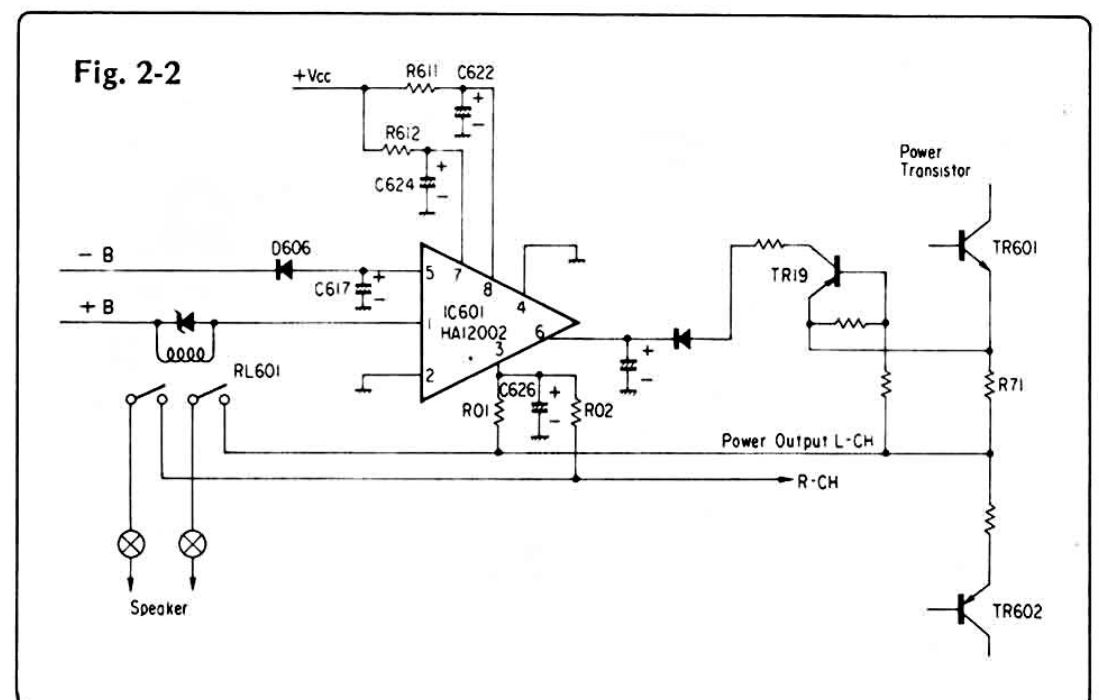 Fig. 2-2
+Vcc
R611
C622
+
-
R612
+
-
C624
Power
Transistor
TR601
- B
D606
+
-
C617
+ B
5
7
8
4
IC601
HA12002
1
6
3
2
TR19
+
-
RL601
R01
C626
+
-
R02
R71
Power Output L-CH
R-CH
Speaker
TR602